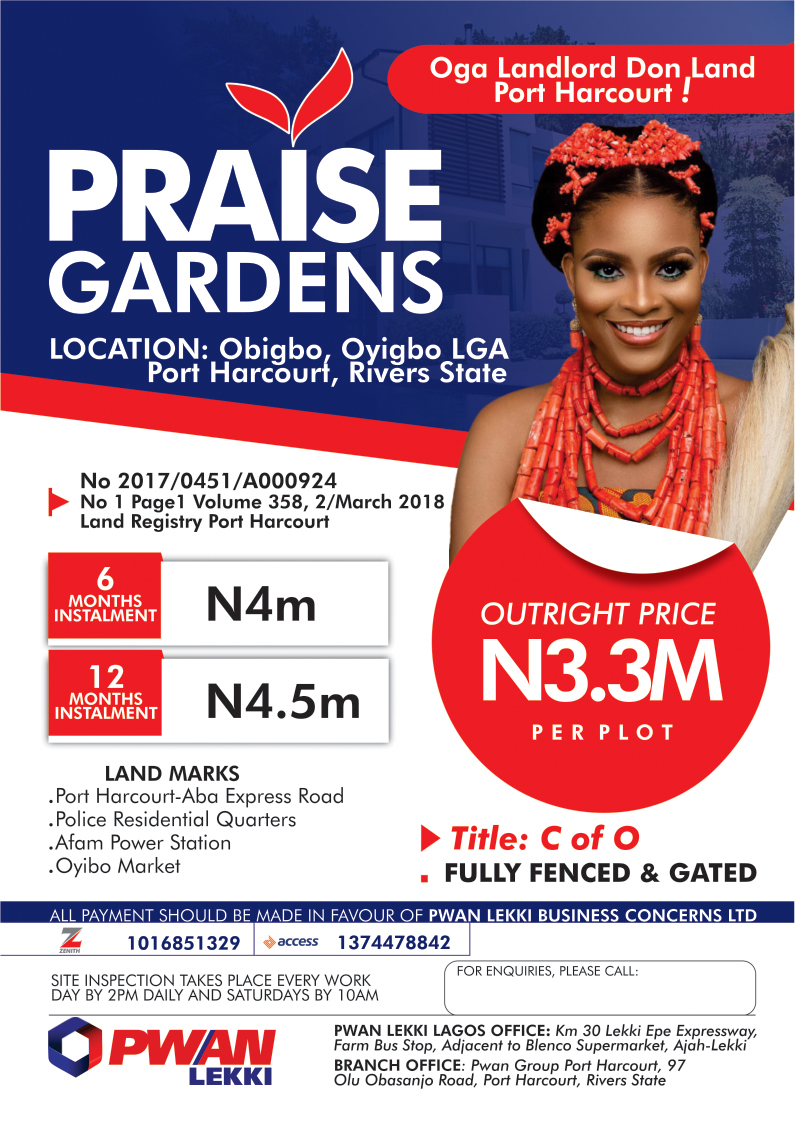 Oga Landlord Don Land
Port Harcourt !
PRAISE
GARDENS
LOCATION: Obigbo, Oyigbo LGA
Port Harcourt, Rivers State
No 2017/0451/A000924
No 1 Page1 Volume 358, 2/March 2018
Land Registry Port Harcourt
6
MONTHS
INSTALMENT
N4m
12
MONTHS
INSTALMENT
N4.5m
OUTRIGHT PRICE
N3.3M
PER PLOT
LAND MARKS
.Port Harcourt-Aba Express Road
.Police Residential Quarters
.Afam Power Station
.Oyibo Market
Title: C of O
. FULLY FENCED & GATED
ALL PAYMENT SHOULD BE MADE IN FAVOUR OF PWAN LEKKI BUSINESS CONCERNS LTD
ZENITH
1016851329
access
1374478842
SITE INSPECTION TAKES PLACE EVERY WORK
DAY BY 2PM DAILY AND SATURDAYS BY 10AM
FOR ENQUIRIES, PLEASE CALL:
PWAN
LEKKI
PWAN LEKKI LAGOS OFFICE: Km 30 Lekki Epe Expressway,
Farm Bus Stop, Adjacent to Blenco Supermarket, Ajah-Lekki
BRANCH OFFICE: Pwan Group Port Harcourt, 97
Olu Obasanjo Road, Port Harcourt, Rivers State